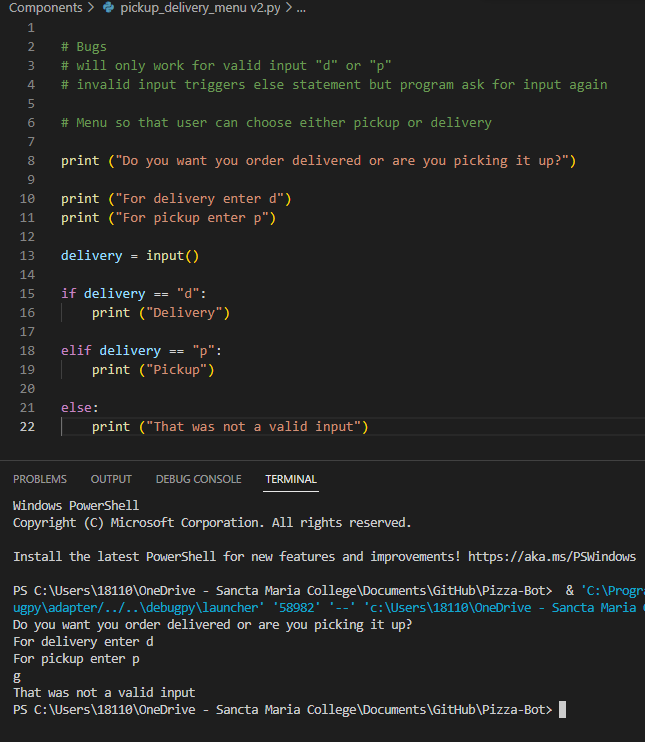 Components > pickup_delivery_menu v2.py > ...
1
2 # Bugs
3 # will only work for valid input "d" or "p"
4 # invalid input triggers else statement but program ask for input again
5
6 # Menu so that user can choose either pickup or delivery
7
8 print ("Do you want you order delivered or are you picking it up?")
9
10 print ("For delivery enter d")
11 print ("For pickup enter p")
12
13 delivery = input()
14
15 if delivery == "d":
16     print ("Delivery")
17
18 elif delivery == "p":
19     print ("Pickup")
20
21 else:
22     print ("That was not a valid input")
PROBLEMS OUTPUT DEBUG CONSOLE TERMINAL
Windows PowerShell
Copyright (C) Microsoft Corporation. All rights reserved.
Install the latest PowerShell for new features and improvements! https://aka.ms/PSWindows
PS C:\Users\18110\OneDrive - Sancta Maria College\Documents\GitHub\Pizza-Bot>  & 'C:\Progr
ugpy\adapter/../..\debugpy\launcher' '58982' '--' 'c:\Users\18110\OneDrive - Sancta Maria
Do you want you order delivered or are you picking it up?
For delivery enter d
For pickup enter p
g
That was not a valid input
PS C:\Users\18110\OneDrive - Sancta Maria College\Documents\GitHub\Pizza-Bot>